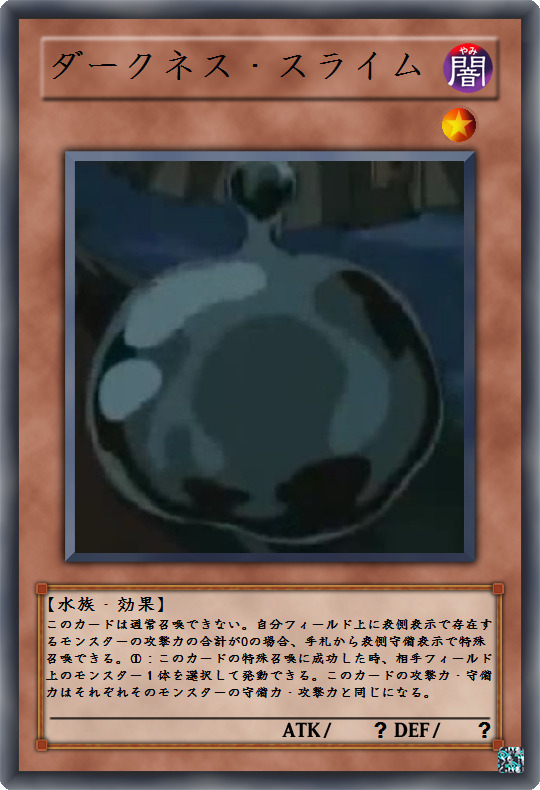 ダークネス・スライム
やみ
闇
【水族・効果】
このカードは通常召喚できない。自分フィールド上に表側表示で存在す
るモンスターの攻撃力の合計が0の場合、手札から表側守備表示で特殊
召喚できる。①:このカードの特殊召喚に成功した時、相手フィールド
上のモンスター1体を選択して発動できる。このカードの攻撃力・守備
力はそれぞれそのモンスターの守備力・攻撃力と同じになる。
ATK/ ? DEF/ ?